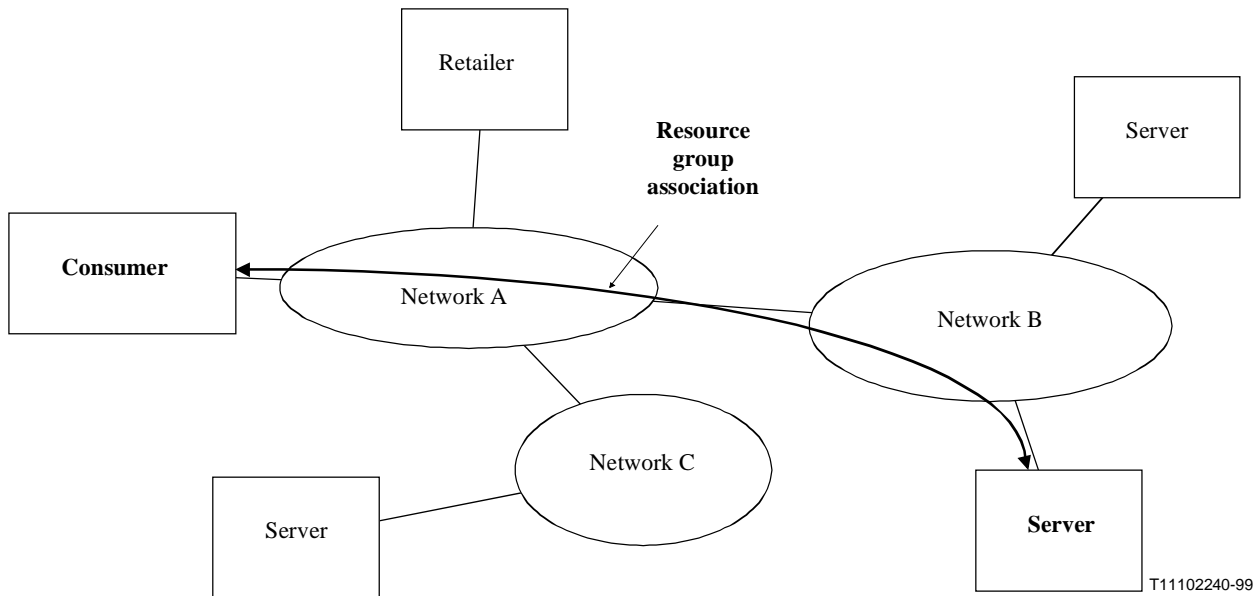 Retailer
Server
Resource
group
association
Consumer
Network A
Network B
Network C
Server
Server
T11102240-99